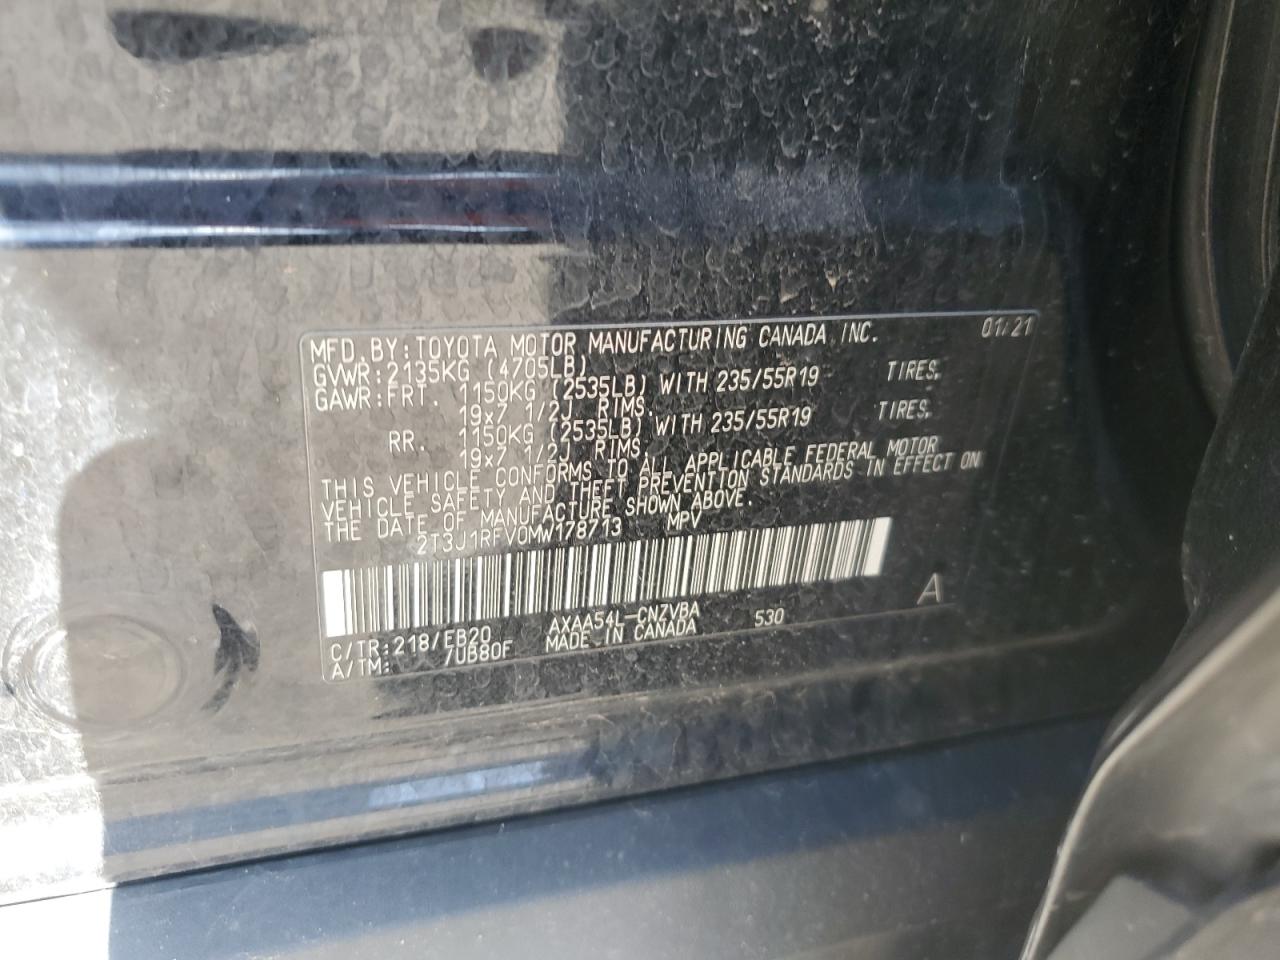 MFD.BY:TOYOTA MOTOR MANUFACTURING CANADA INC. 01/21
GVWR:2135KG (4705LB)
GAWR:FRT. 1150KG (2535LB) WITH 235/55R19 TIRES,
19x7 1/2J RIMS.
RR. 1150KG (2535LB) WITH 235/55R19 TIRES,
19x7 1/2J RIMS.
THIS VEHICLE CONFORMS TO ALL APPLICABLE FEDERAL MOTOR
VEHICLE SAFETY AND THEFT PREVENTION STANDARDS IN EFFECT ON
THE DATE OF MANUFACTURE SHOWN ABOVE.
2T3J1RFV0MW178713 MPV
A
C/TR:218/EB20 AXAA54L-CNZVBA 530
A/TM: /UB80F MADE IN CANADA